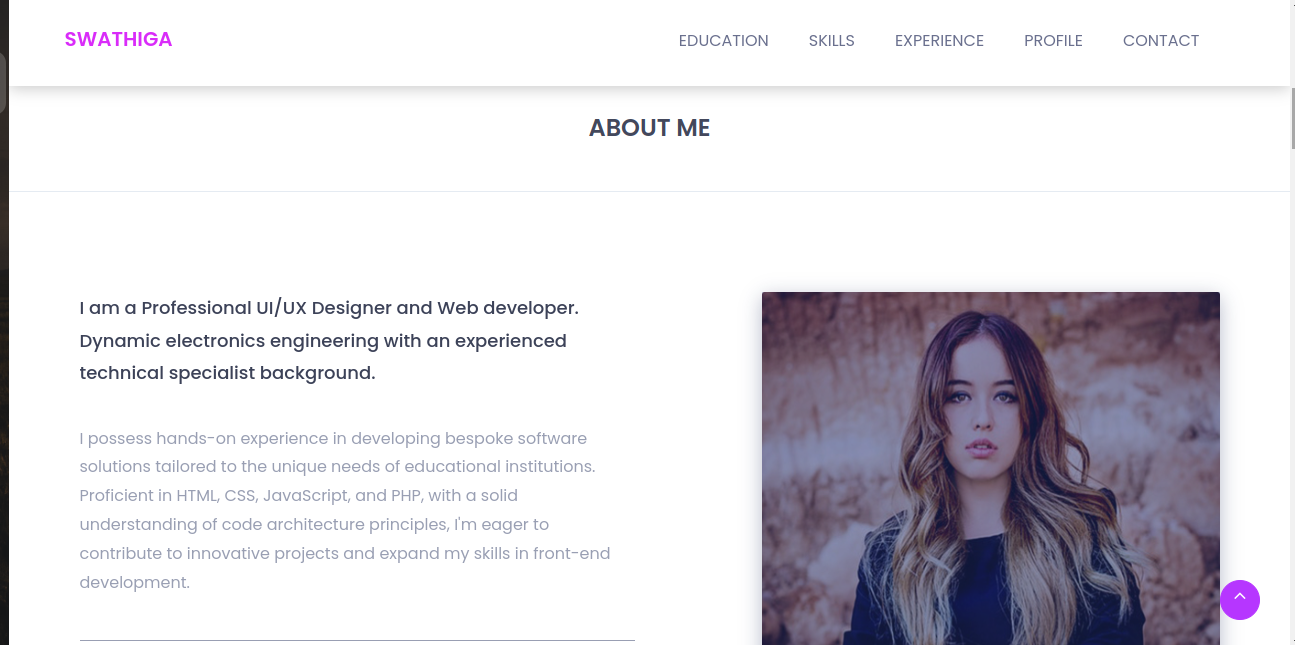 SWATHIGA
EDUCATION SKILLS EXPERIENCE PROFILE CONTACT
ABOUT ME
I am a Professional UI/UX Designer and Web developer.
Dynamic electronics engineering with an experienced
technical specialist background.
I possess hands-on experience in developing bespoke software
solutions tailored to the unique needs of educational institutions.
Proficient in HTML, CSS, JavaScript, and PHP, with a solid
understanding of code architecture principles, I'm eager to
contribute to innovative projects and expand my skills in front-end
development.